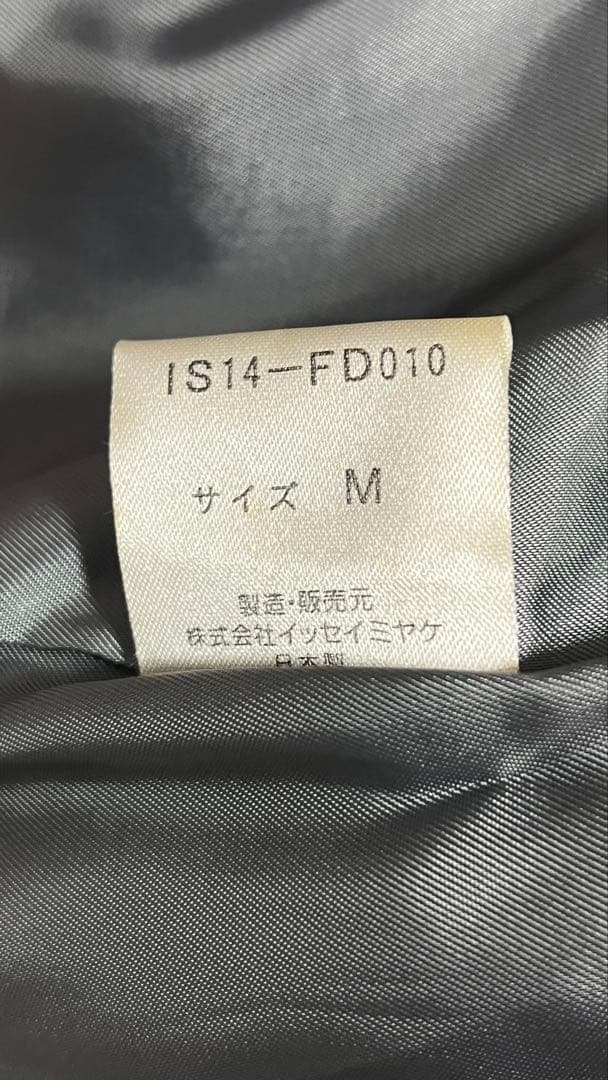 IS14-FD010
サイズ M
製造・販売元
株式会社イッセイミヤケ
日本製